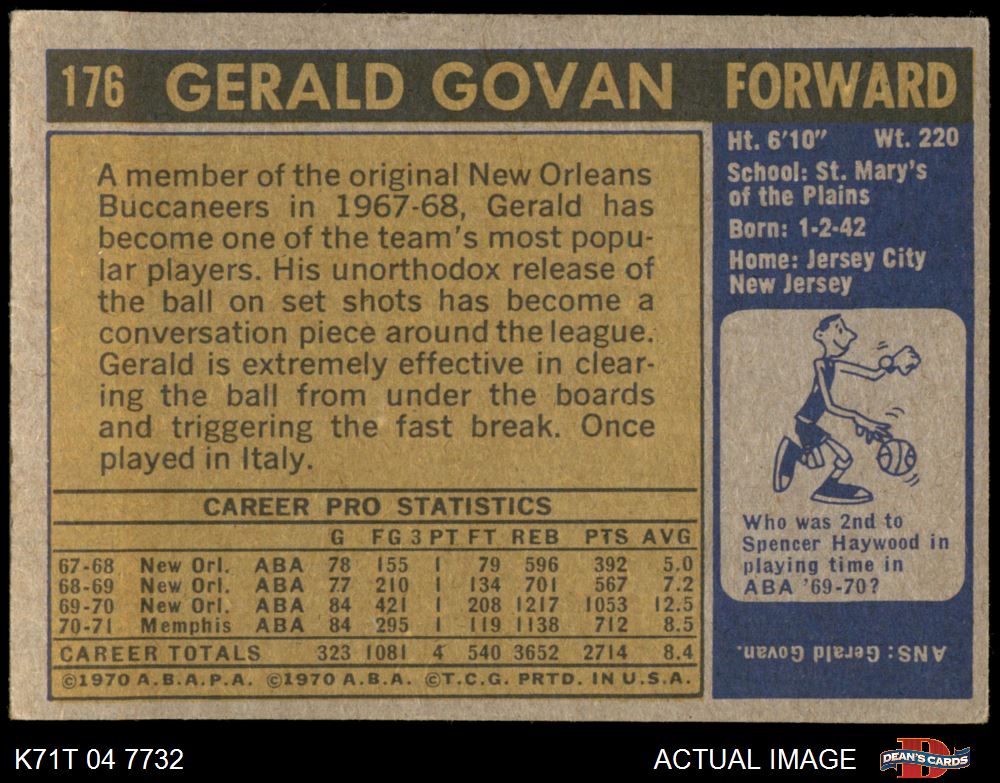 176 GERALD GOVAN FORWARD
A member of the original New Orleans
Buccaneers in 1967-68, Gerald has
become one of the team's most popu-
lar players. His unorthodox release of
the ball on set shots has become a
conversation piece around the league.
Gerald is extremely effective in clear-
ing the ball from under the boards
and triggering the fast break. Once
played in Italy.
CAREER PRO STATISTICS
G FG 3 PT FT REB PTS AVG
67-68 New Orl. ABA 78 155 1 79 596 392 5.0
68-69 New Orl. ABA 77 210 1 134 701 567 7.2
69-70 New Orl. ABA 84 421 1 208 1217 1053 12.5
70-71 Memphis ABA 84 295 1 119 1138 712 8.5
CAREER TOTALS 323 1081 4 540 3652 2714 8.4
©1970 A.B.A.P.A. ©1970 A.B.A. ©T.C.G. PRTD. IN U.S.A.
Ht. 6'10" Wt. 220
School: St. Mary's
of the Plains
Born: 1-2-42
Home: Jersey City
New Jersey
Who was 2nd to
Spencer Haywood in
playing time in
ABA '69-70?
ANS: Gerald Govan.
K71T 04 7732 ACTUAL IMAGE D DEAN'S CARDS